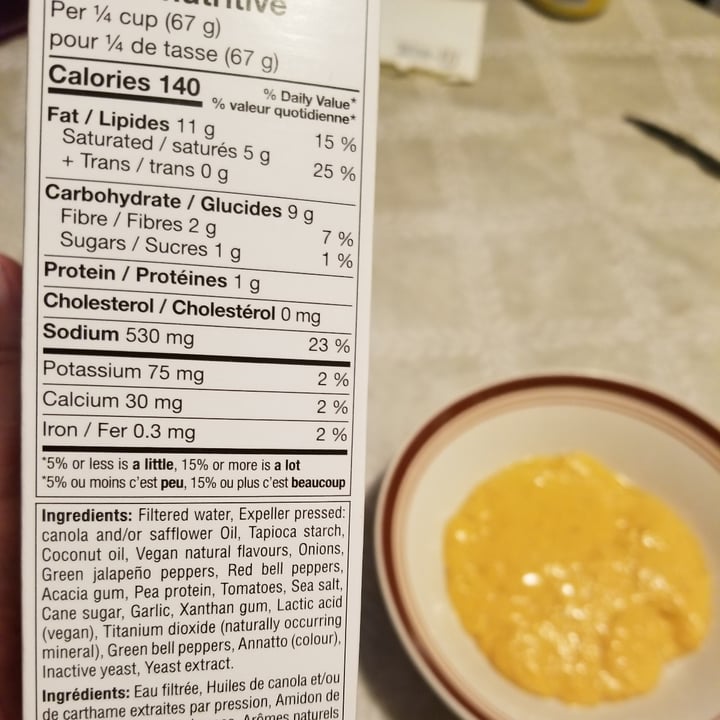 Per ¼ cup (67 g)
pour ¼ de tasse (67 g)
Calories 140
% Daily Value*
% valeur quotidienne*
Fat / Lipides 11 g 15 %
Saturated / saturés 5 g
+ Trans / trans 0 g 25 %
Carbohydrate / Glucides 9 g
Fibre / Fibres 2 g 7 %
Sugars / Sucres 1 g 1 %
Protein / Protéines 1 g
Cholesterol / Cholestérol 0 mg
Sodium 530 mg 23 %
Potassium 75 mg 2 %
Calcium 30 mg 2 %
Iron / Fer 0.3 mg 2 %
*5% or less is a little, 15% or more is a lot
*5% ou moins c'est peu, 15% ou plus c'est beaucoup
Ingredients: Filtered water, Expeller pressed:
canola and/or safflower Oil, Tapioca starch,
Coconut oil, Vegan natural flavours, Onions,
Green jalapeño peppers, Red bell peppers,
Acacia gum, Pea protein, Tomatoes, Sea salt,
Cane sugar, Garlic, Xanthan gum, Lactic acid
(vegan), Titanium dioxide (naturally occurring
mineral), Green bell peppers, Annatto (colour),
Inactive yeast, Yeast extract.
Ingrédients: Eau filtrée, Huiles de canola et/ou
de carthame extraites par pression, Amidon de
Arômes naturels